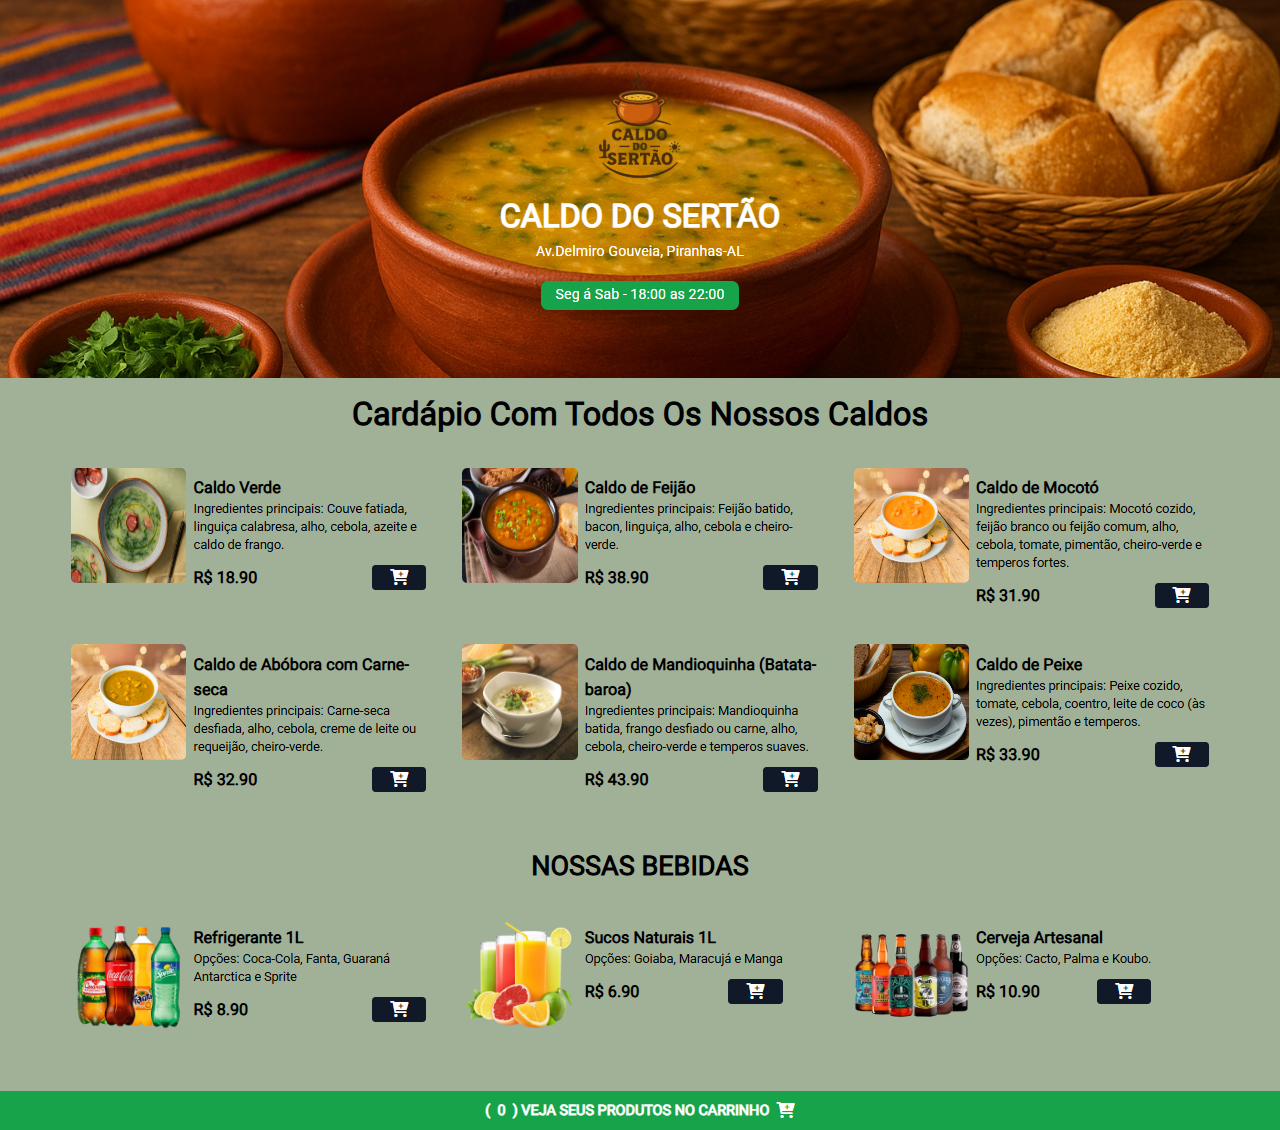 CALDO
DO
SERTÃO
CALDO DO SERTÃO
Av.Delmiro Gouveia, Piranhas-AL
Seg á Sab - 18:00 as 22:00
Cardápio Com Todos Os Nossos Caldos
Caldo Verde
Ingredientes principais: Couve fatiada,
linguiça calabresa, alho, cebola, azeite e
caldo de frango.
R$ 18.90
Caldo de Feijão
Ingredientes principais: Feijão batido,
bacon, linguiça, alho, cebola e cheiro-
verde.
R$ 38.90
Caldo de Mocotó
Ingredientes principais: Mocotó cozido,
feijão branco ou feijão comum, alho,
cebola, tomate, pimentão, cheiro-verde e
temperos fortes.
R$ 31.90
Caldo de Abóbora com Carne-
seca
Ingredientes principais: Carne-seca
desfiada, alho, cebola, creme de leite ou
requeijão, cheiro-verde.
R$ 32.90
Caldo de Mandioquinha (Batata-
baroa)
Ingredientes principais: Mandioquinha
batida, frango desfiado ou carne, alho,
cebola, cheiro-verde e temperos suaves.
R$ 43.90
Caldo de Peixe
Ingredientes principais: Peixe cozido,
tomate, cebola, coentro, leite de coco (às
vezes), pimentão e temperos.
R$ 33.90
NOSSAS BEBIDAS
Coca-Cola
Fanta
Sprite
Refrigerante 1L
Opções: Coca-Cola, Fanta, Guaraná
Antarctica e Sprite
R$ 8.90
Sucos Naturais 1L
Opções: Goiaba, Maracujá e Manga
R$ 6.90
Cerveja Artesanal
Opções: Cacto, Palma e Koubo.
R$ 10.90
( 0 ) VEJA SEUS PRODUTOS NO CARRINHO